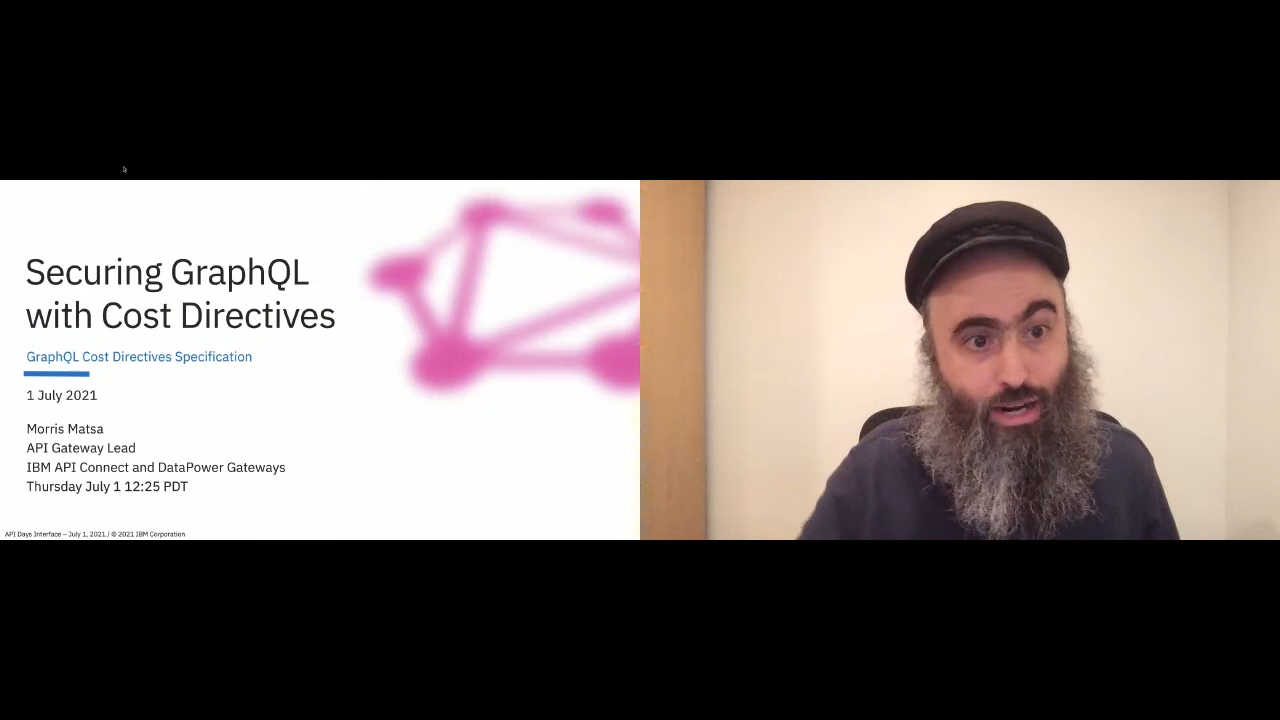 Securing GraphQL
with Cost Directives
GraphQL Cost Directives Specification
1 July 2021
Morris Matsa
API Gateway Lead
IBM API Connect and DataPower Gateways
Thursday July 1 12:25 PDT
API Days Interface – July 1, 2021 / © 2021 IBM Corporation